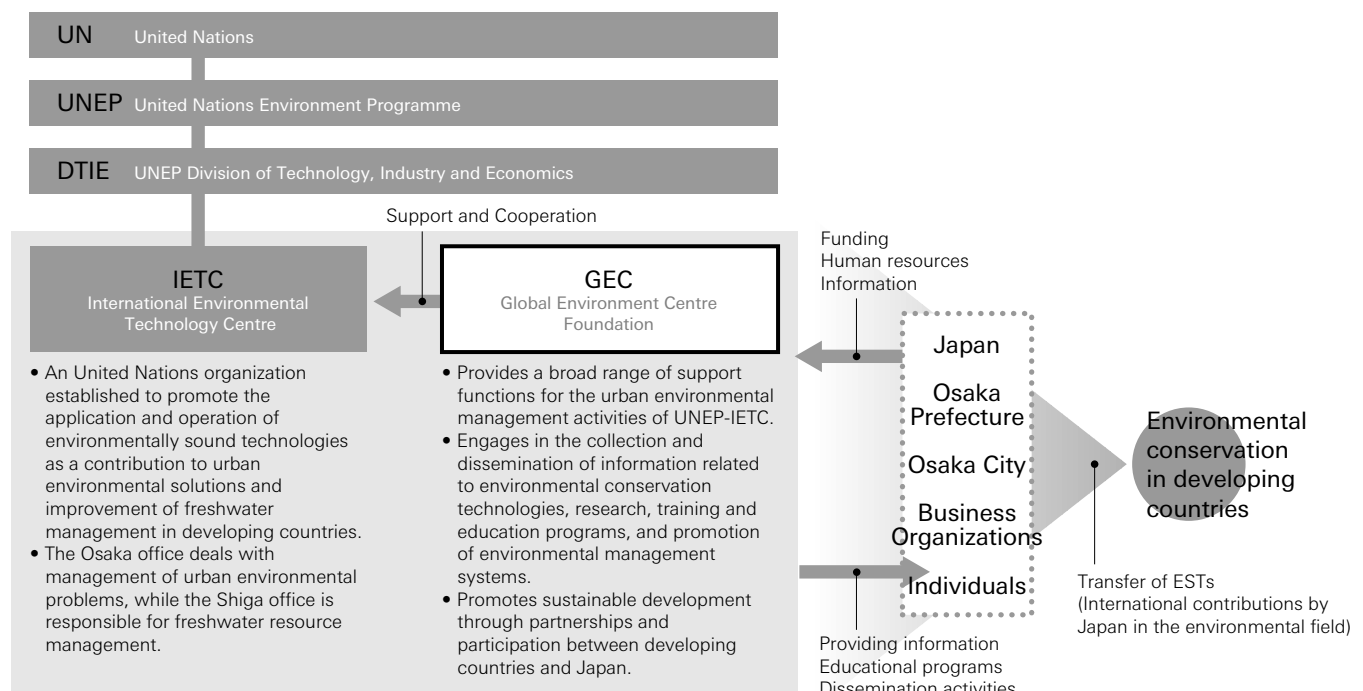 UN United Nations
UNEP United Nations Environment Programme
DTIE UNEP Division of Technology, Industry and Economics
Support and Cooperation
IETC
International Environmental
Technology Centre
GEC
Global Environment Centre
Foundation
• An United Nations organization
established to promote the
application and operation of
environmentally sound technologies
as a contribution to urban
environmental solutions and
improvement of freshwater
management in developing countries.
• The Osaka office deals with
management of urban environmental
problems, while the Shiga office is
responsible for freshwater resource
management.
• Provides a broad range of support
functions for the urban environmental
management activities of UNEP-IETC.
• Engages in the collection and
dissemination of information related
to environmental conservation
technologies, research, training and
education programs, and promotion
of environmental management
systems.
• Promotes sustainable development
through partnerships and
participation between developing
countries and Japan.
Funding
Human resources
Information
Japan
Osaka
Prefecture
Osaka City
Business
Organizations
Individuals
Providing information
Educational programs
Dissemination activities
Environmental
conservation
in developing
countries
Transfer of ESTs
(International contributions by
Japan in the environmental field)